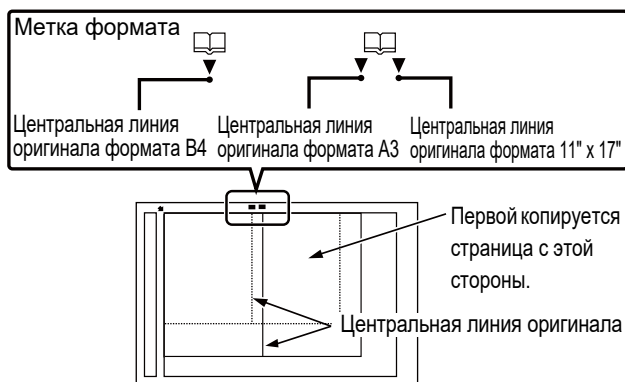 Метка формата
Центральная линия
оригинала формата B4
Центральная линия
оригинала формата A3
Центральная линия
оригинала формата 11" x 17"
Первой копируется
страница с этой
стороны.
Центральная линия оригинала